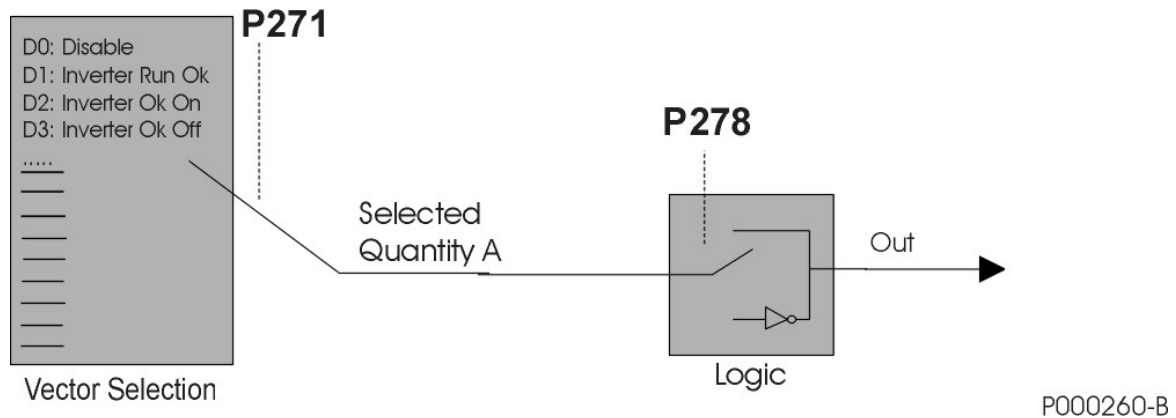 P271
D0: Disable
D1: Inverter Run Ok
D2: Inverter Ok On
D3: Inverter Ok Off
.....
P278
Selected
Quantity A
Out
Logic
Vector Selection
P000260-B